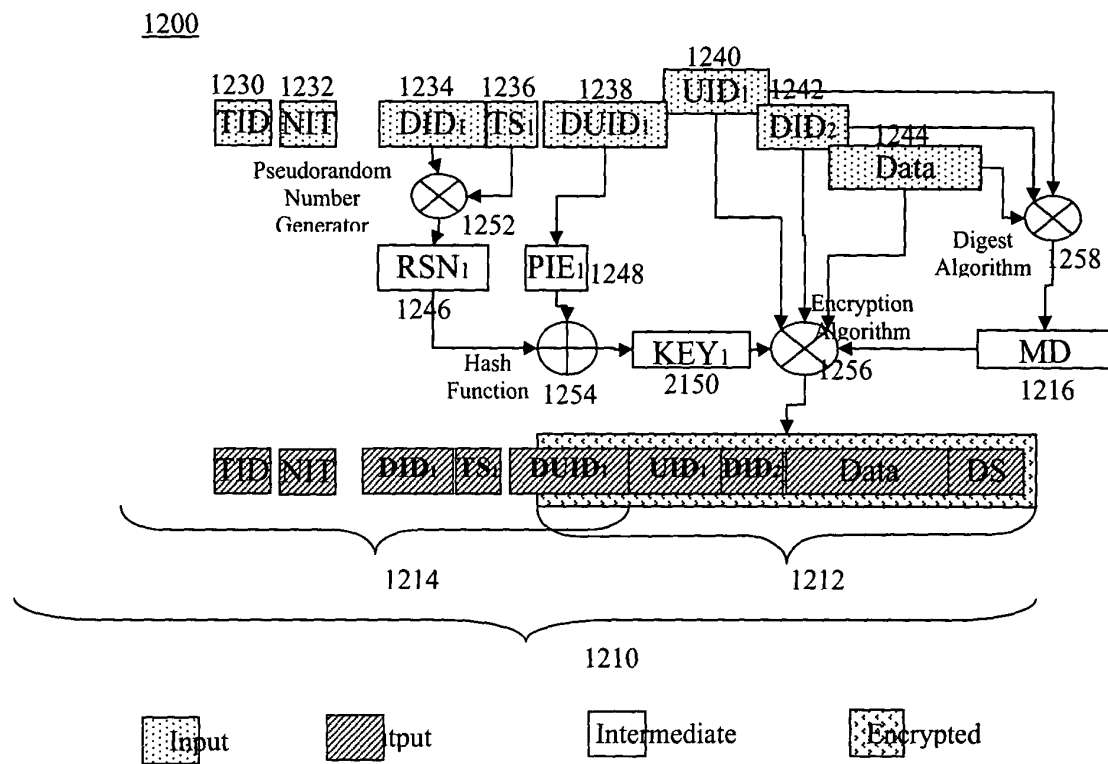 1200
1230 1232 1234 1236 1238 1240 1242 1244
TID NIT DID₁ TS₁ DUID₁ UID₁ DID₂ Data
Pseudorandom
Number
Generator
1252
RSN₁
1246
PIE₁ 1248
Hash
Function
1254
KEY₁
2150
Encryption
Algorithm
1256
Digest
Algorithm
1258
MD
1216
TID NIT DID₁ TS₁ DUID₁ UID₁ DID₂ Data DS
1214
1212
1210
Input tput Intermediate Encrypted